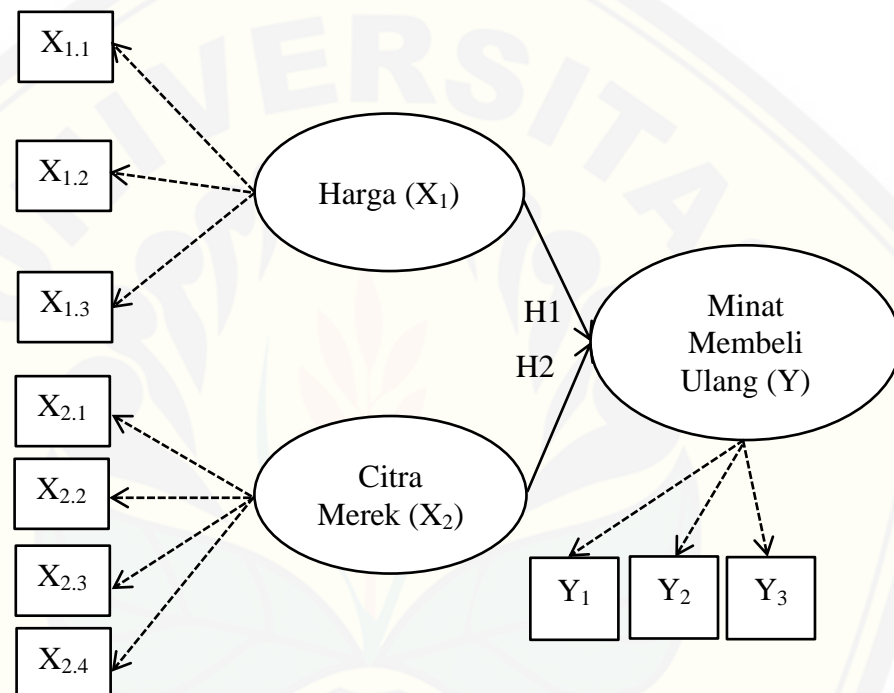 X1.1
X1.2
X1.3
Harga (X1)
H1
H2
Minat
Membeli
Ulang (Y)
X2.1
X2.2
X2.3
X2.4
Citra
Merek (X2)
Y1
Y2
Y3
UNIVERSITA